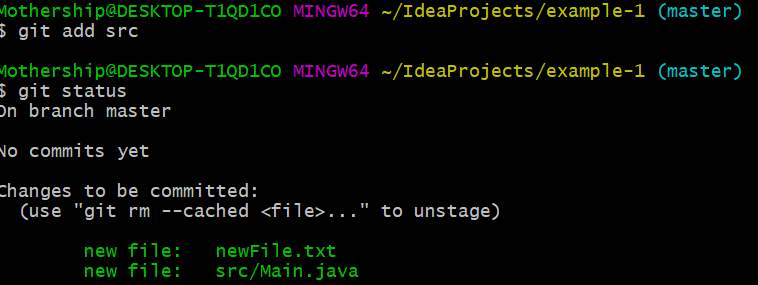 Mothership@DESKTOP-T1QD1CO MINGW64 ~/IdeaProjects/example-1 (master)
$ git add src
Mothership@DESKTOP-T1QD1CO MINGW64 ~/IdeaProjects/example-1 (master)
$ git status
On branch master
No commits yet
Changes to be committed:
  (use "git rm --cached <file>..." to unstage)
        new file:   newFile.txt
        new file:   src/Main.java